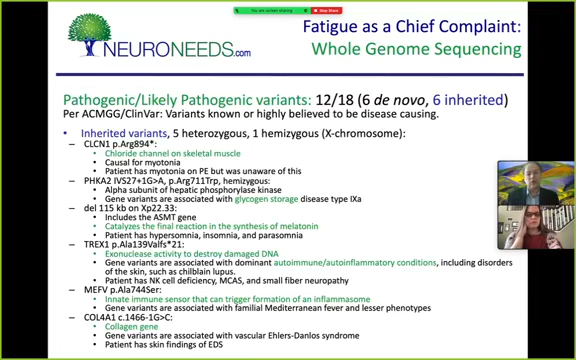 You are screen sharing
Stop Share
NEURONEEDS.com
Fatigue as a Chief Complaint:
Whole Genome Sequencing
Pathogenic/Likely Pathogenic variants: 12/18 (6 de novo, 6 inherited)
Per ACMGG/ClinVar: Variants known or highly believed to be disease causing.
• Inherited variants, 5 heterozygous, 1 hemizygous (X-chromosome):
– CLCN1 p.Arg894*:
• Chloride channel on skeletal muscle
• Causal for myotonia
• Patient has myotonia on PE but was unaware of this
– PHKA2 IVS27+1G>A, p.Arg711Trp, hemizygous:
• Alpha subunit of hepatic phosphorylase kinase
• Gene variants are associated with glycogen storage disease type IXa
– del 115 kb on Xp22.33:
• Includes the ASMT gene
• Catalyzes the final reaction in the synthesis of melatonin
• Patient has hypersomnia, insomnia, and parasomnia
– TREX1 p.Ala139Valfs*21:
• Exonuclease activity to destroy damaged DNA
• Gene variants are associated with dominant autoimmune/autoinflammatory conditions, including disorders
of the skin, such as chilblain lupus.
• Patient has NK cell deficiency, MCAS, and small fiber neuropathy
– MEFV p.Ala744Ser:
• Innate immune sensor that can trigger formation of an inflammasome
• Gene variants are associated with familial Mediterranean fever and lesser phenotypes
– COL4A1 c.1466-1G>C:
• Collagen gene
• Gene variants are associated with vascular Ehlers-Danlos syndrome
• Patient has skin findings of EDS